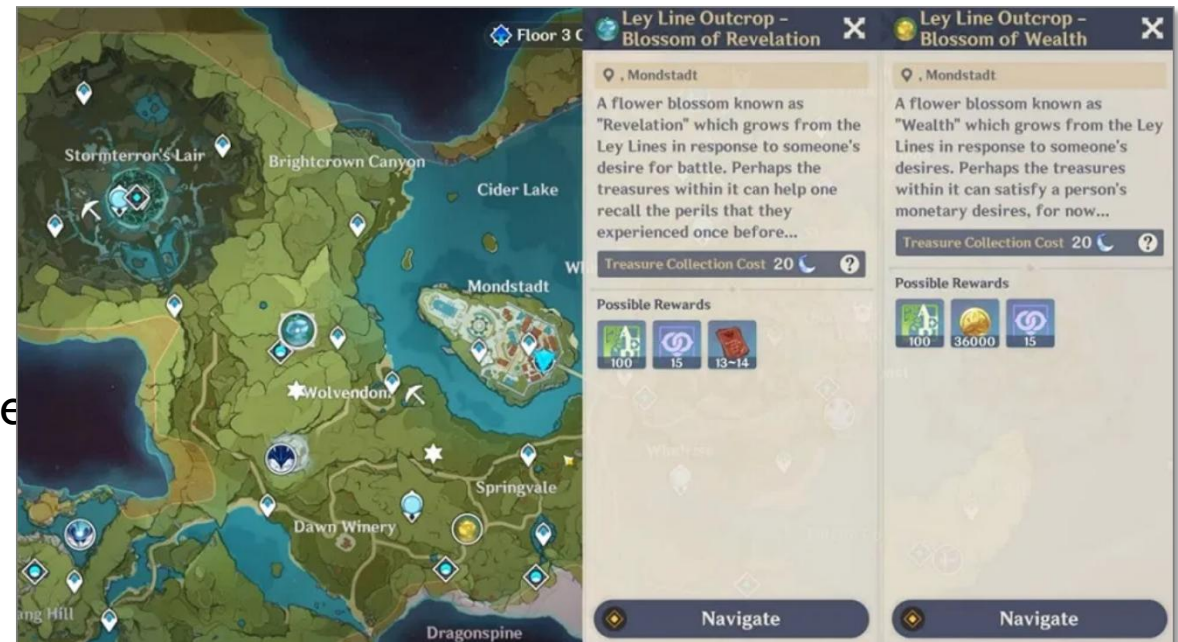 Floor 3 C
Stormterror's Lair
Brightcrown Canyon
Cider Lake
Mondstadt
Wolvendom
Springvale
Dawn Winery
Dragonspine
Ley Line Outcrop –
Blossom of Revelation
, Mondstadt
A flower blossom known as
"Revelation" which grows from the
Ley Lines in response to someone's
desire for battle. Perhaps the
treasures within it can help one
recall the perils that they
experienced once before...
Treasure Collection Cost 20 ?
Possible Rewards
100 15 13~14
Navigate
Ley Line Outcrop –
Blossom of Wealth
, Mondstadt
A flower blossom known as
"Wealth" which grows from the Ley
Lines in response to someone's
desires. Perhaps the treasures
within it can satisfy a person's
monetary desires, for now...
Treasure Collection Cost 20 ?
Possible Rewards
100 36000 15
Navigate